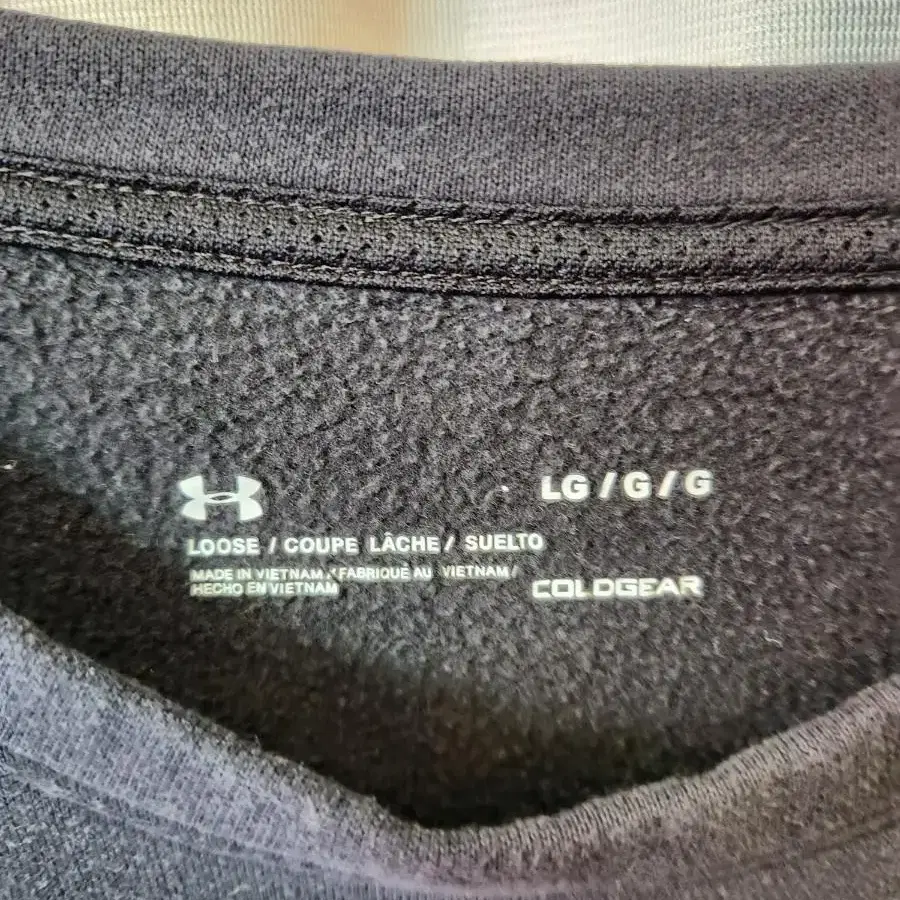 LG / G / G
LOOSE / COUPE LÂCHE / SUELTO
MADE IN VIETNAM / FABRIQUÉ AU VIETNAM /
HECHO EN VIETNAM
COLDGEAR